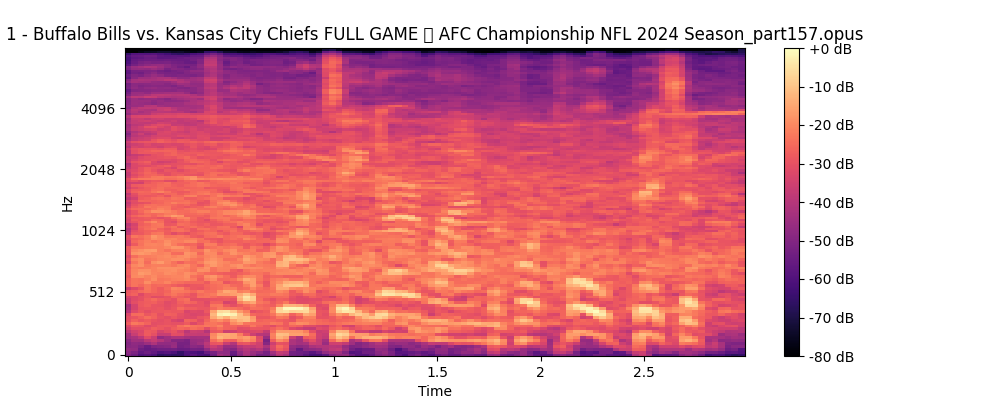 1 - Buffalo Bills vs. Kansas City Chiefs FULL GAME ▯ AFC Championship NFL 2024 Season_part157.opus
Hz
4096
2048
1024
512
0
0
0.5
1
1.5
2
2.5
Time
+0 dB
-10 dB
-20 dB
-30 dB
-40 dB
-50 dB
-60 dB
-70 dB
-80 dB